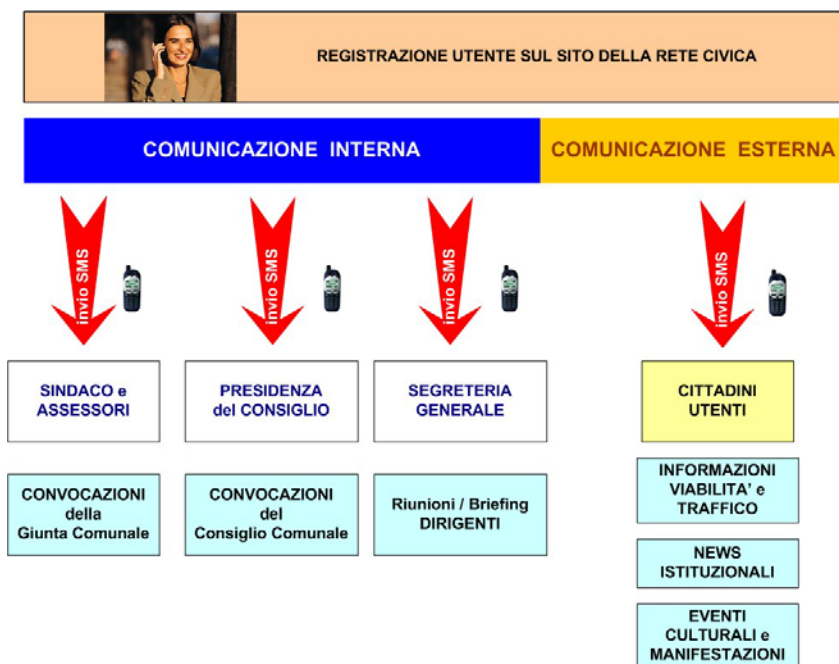 REGISTRAZIONE UTENTE SUL SITO DELLA RETE CIVICA
COMUNICAZIONE INTERNA
COMUNICAZIONE ESTERNA
invio SMS
invio SMS
invio SMS
invio SMS
SINDACO e
ASSESSORI
PRESIDENZA
del CONSIGLIO
SEGRETERIA
GENERALE
CITTADINI
UTENTI
CONVOCAZIONI
della
Giunta Comunale
CONVOCAZIONI
del
Consiglio Comunale
Riunioni / Briefing
DIRIGENTI
INFORMAZIONI
VIABILITA' e
TRAFFICO
NEWS
ISTITUZIONALI
EVENTI
CULTURALI e
MANIFESTAZIONI